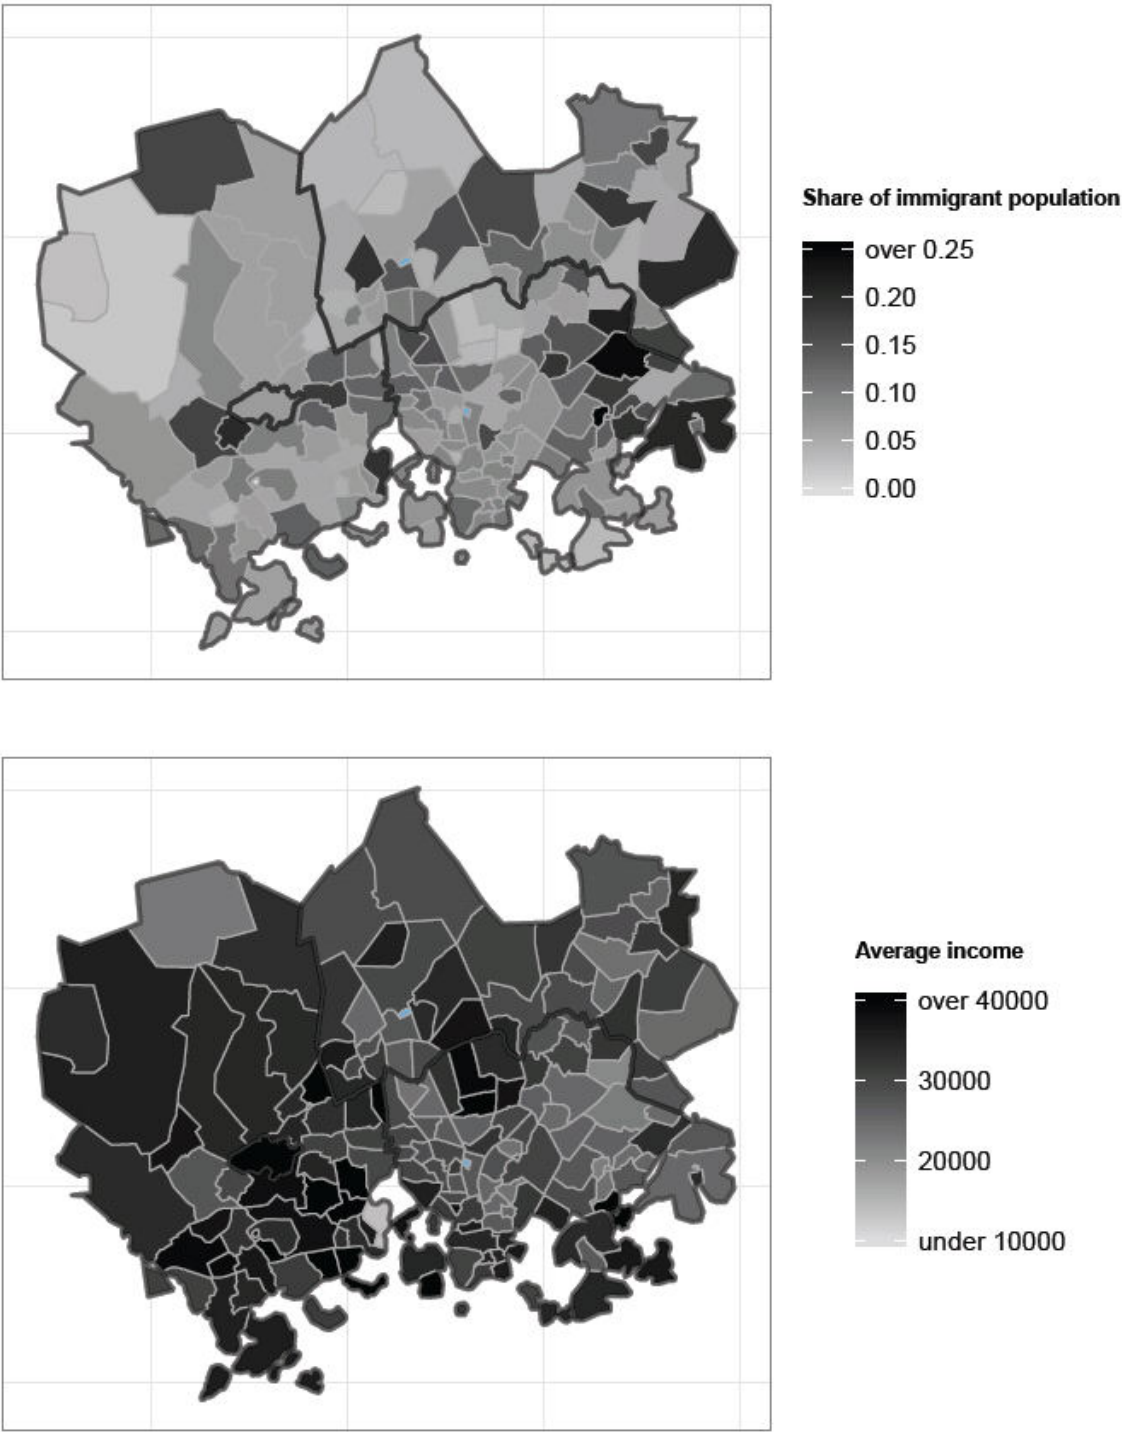 Share of immigrant population
over 0.25
0.20
0.15
0.10
0.05
0.00
Average income
over 40000
30000
20000
under 10000